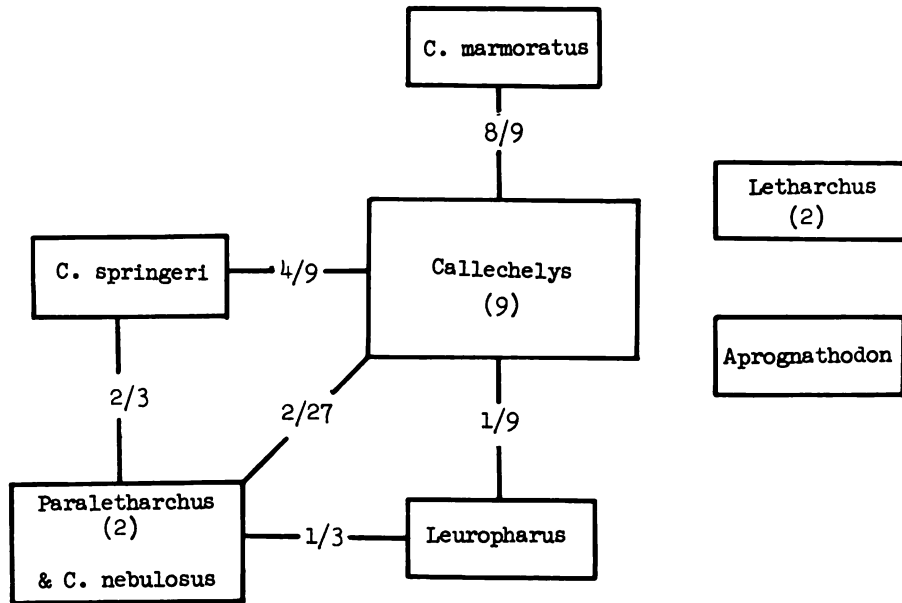 C. marmoratus
8/9
Letharchus
(2)
C. springeri
4/9
Callechelys
(9)
Aprognathodon
2/3
2/27
1/9
Paraletharchus
(2)
& C. nebulosus
1/3
Leuropharus